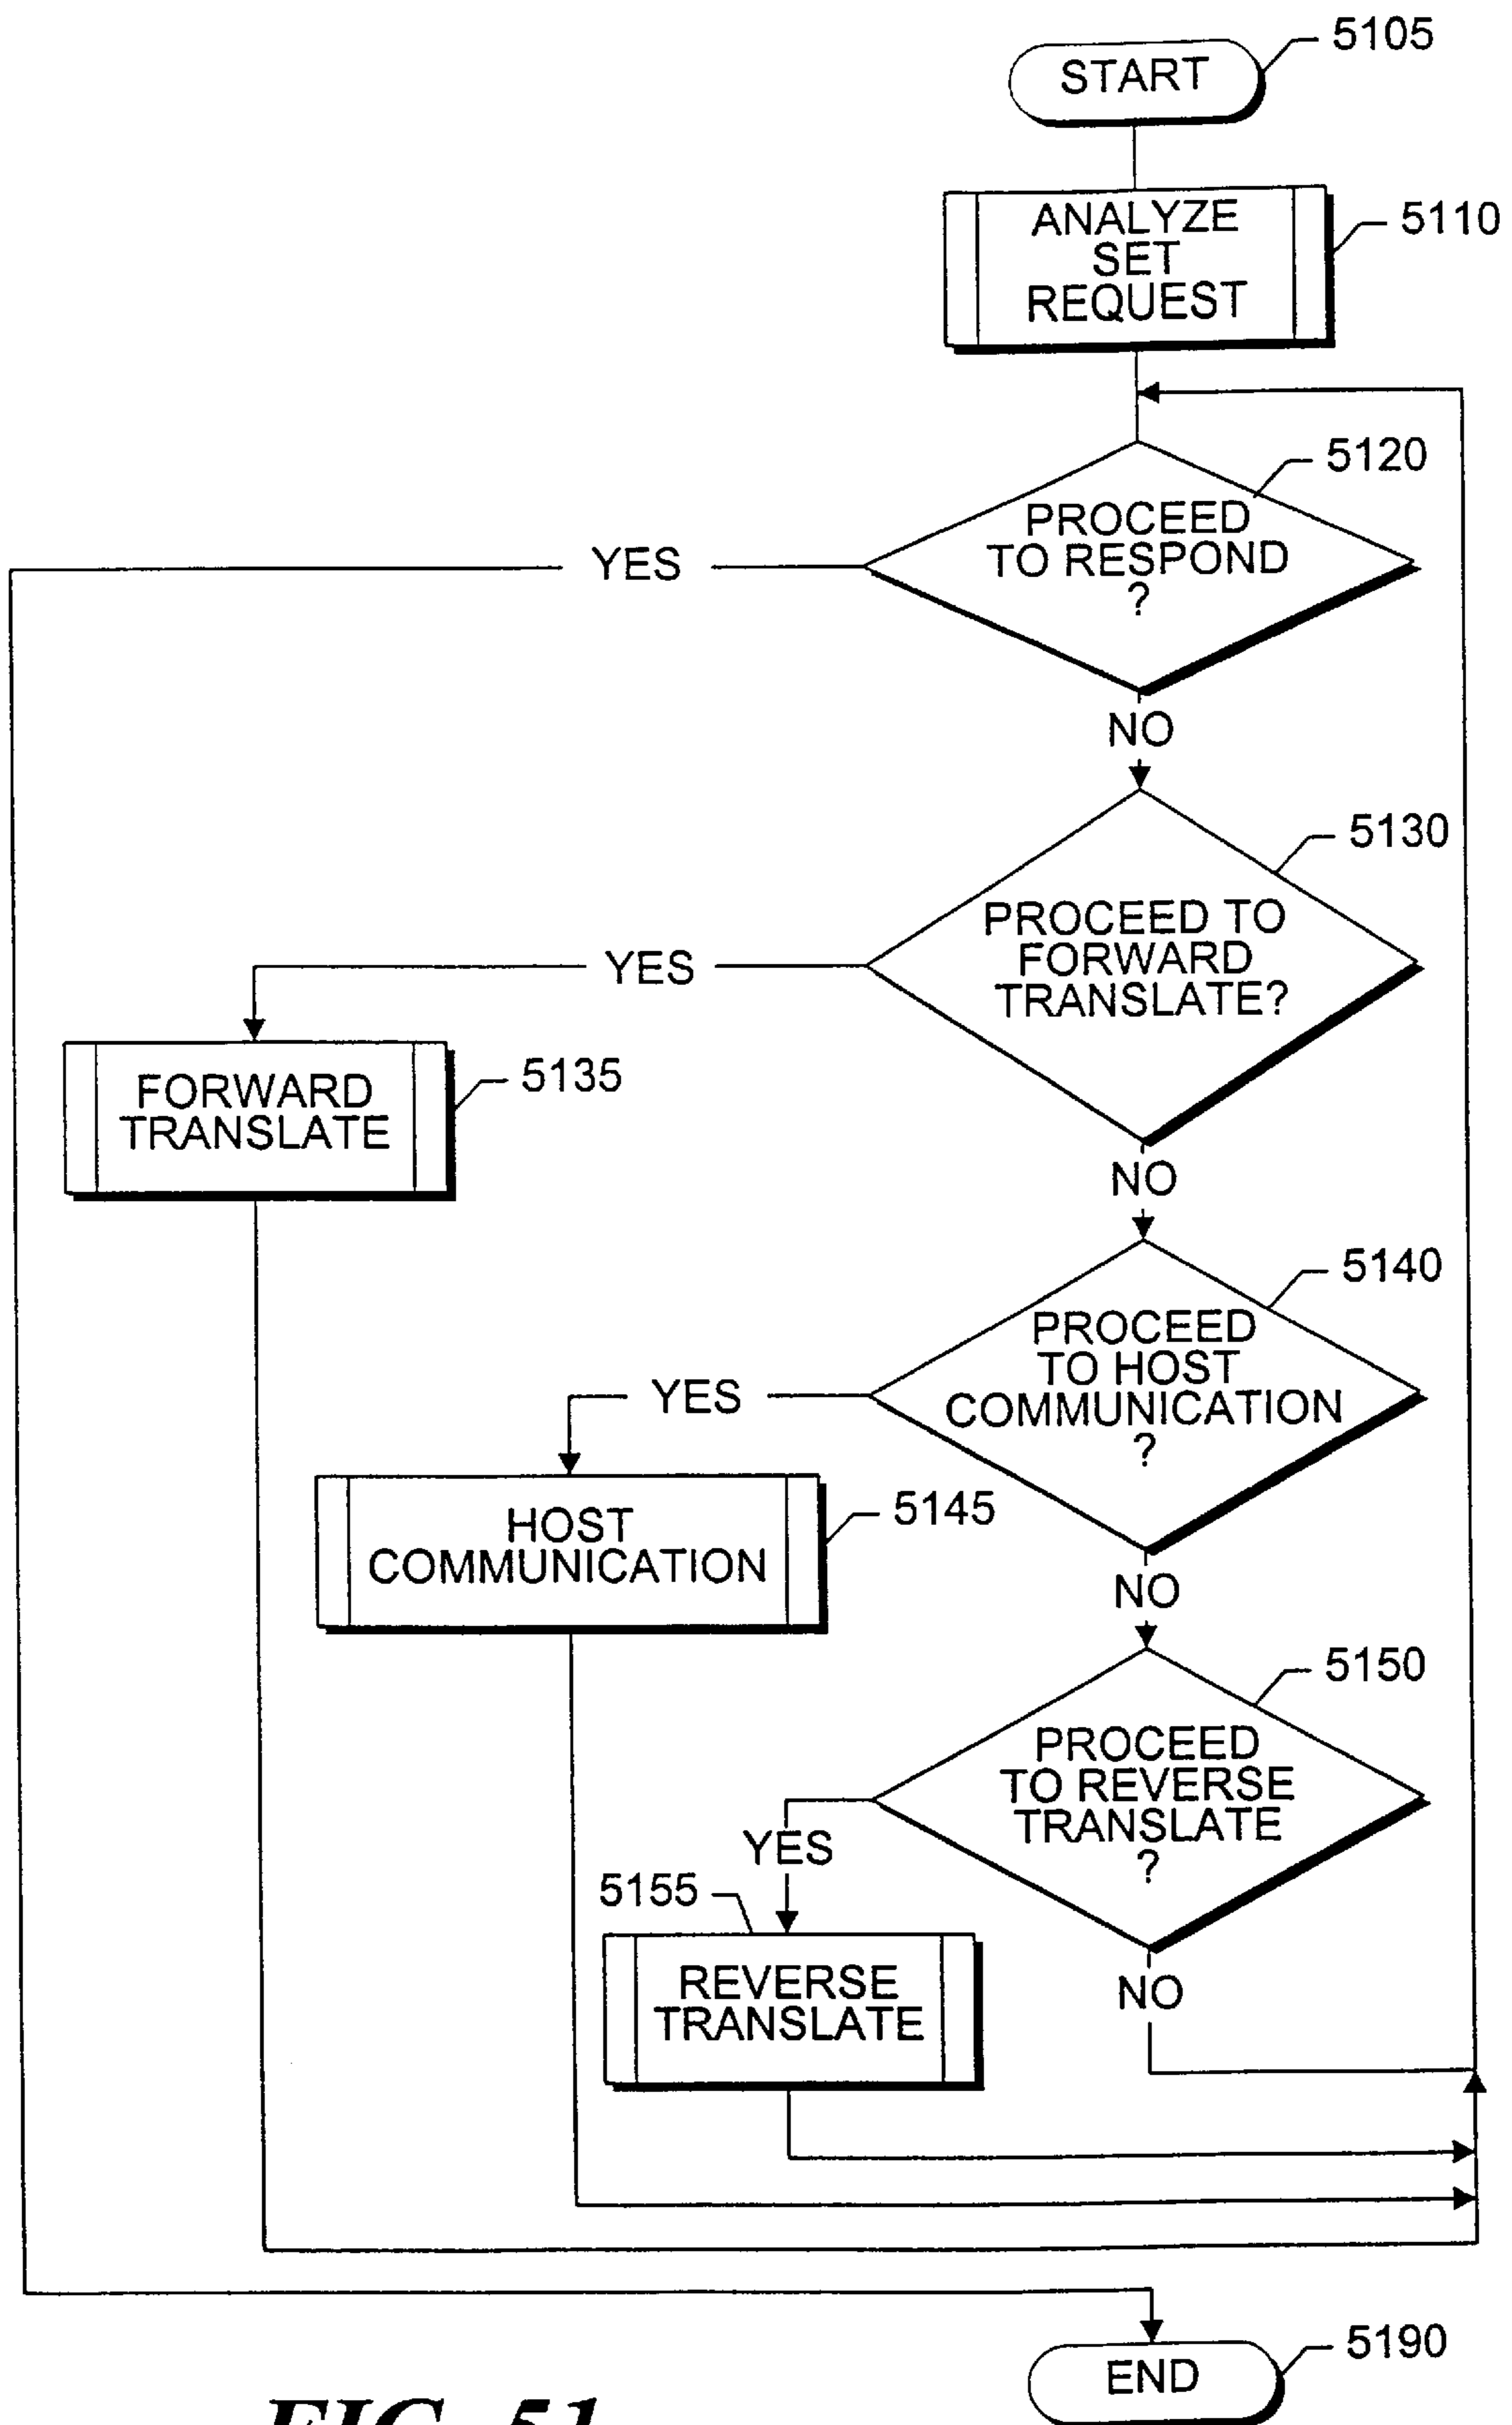 5105
START
5110
ANALYZE
SET
REQUEST
5120
PROCEED
TO RESPOND
?
YES
NO
5130
PROCEED TO
FORWARD
TRANSLATE?
YES
NO
FORWARD
TRANSLATE
5135
5140
PROCEED
TO HOST
COMMUNICATION
?
YES
NO
HOST
COMMUNICATION
5145
5150
PROCEED
TO REVERSE
TRANSLATE
?
YES
NO
5155
REVERSE
TRANSLATE
5190
END
FIG. 51